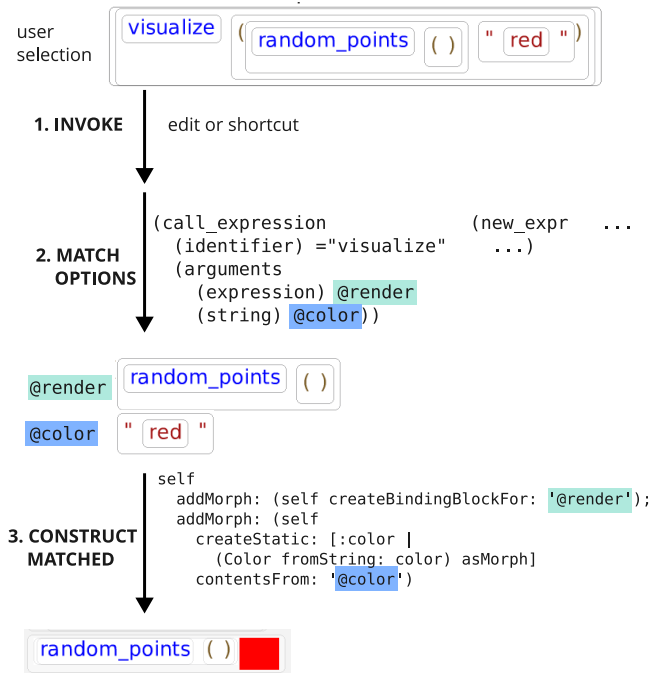 user selection
visualize ( random_points ( ) " red " )
1. INVOKE
edit or shortcut
2. MATCH OPTIONS
(call_expression
(identifier) ="visualize"
(arguments
(expression) @render
(string) @color))
(new_expr ...
...)
@render random_points ( )
@color " red "
3. CONSTRUCT MATCHED
self
addMorph: (self createBindingBlockFor: '@render');
addMorph: (self
createStatic: [:color |
(Color fromString: color) asMorph]
contentsFrom: '@color')
random_points ( )